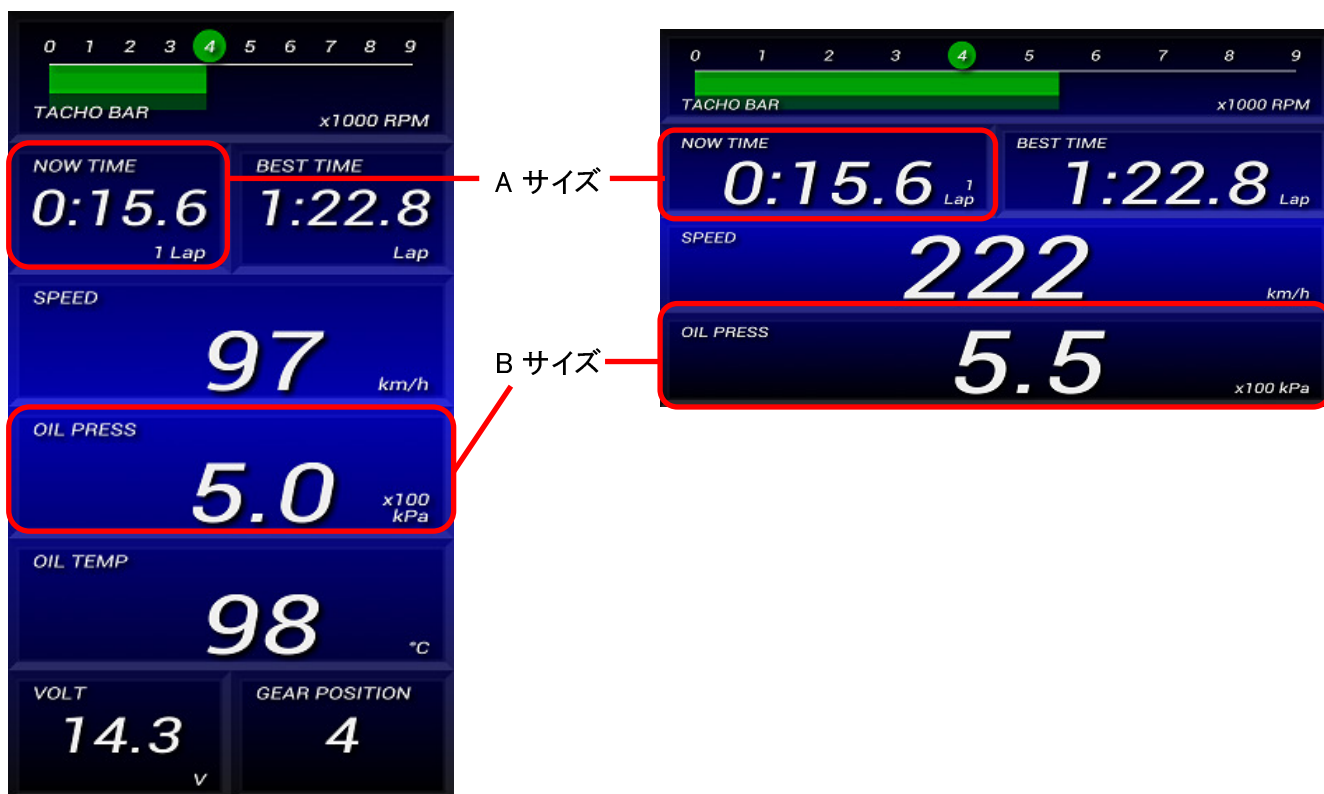 0 1 2 3 4 5 6 7 8 9
TACHO BAR
x1000 RPM
NOW TIME
0:15.6
1 Lap
BEST TIME
1:22.8
Lap
SPEED
97
km/h
OIL PRESS
5.0
x100
kPa
OIL TEMP
98
°C
VOLT
14.3
V
GEAR POSITION
4
A サイズ
B サイズ
0 1 2 3 4 5 6 7 8 9
TACHO BAR
x1000 RPM
NOW TIME
0:15.6
1
Lap
BEST TIME
1:22.8
Lap
SPEED
222
km/h
OIL PRESS
5.5
x100 kPa